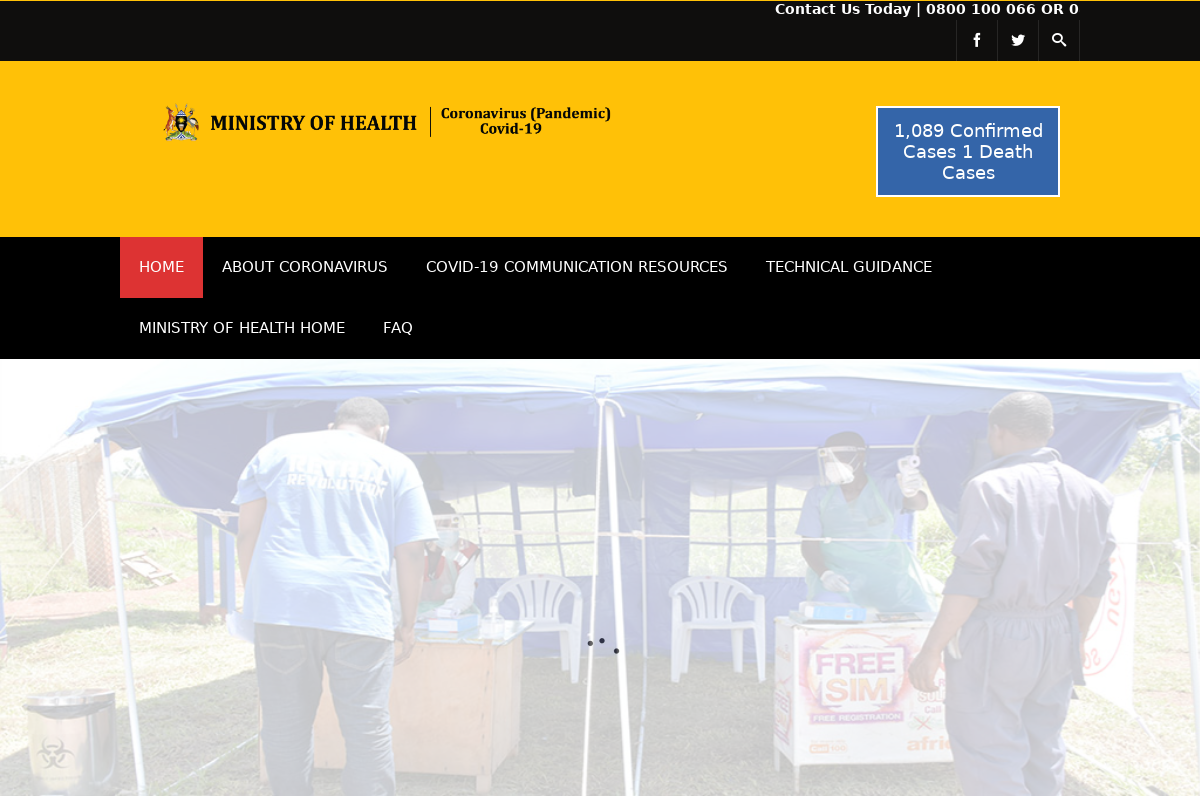 Contact Us Today | 0800 100 066 OR 0
MINISTRY OF HEALTH
Coronavirus (Pandemic)
Covid-19
1,089 Confirmed
Cases 1 Death
Cases
HOME
ABOUT CORONAVIRUS
COVID-19 COMMUNICATION RESOURCES
TECHNICAL GUIDANCE
MINISTRY OF HEALTH HOME
FAQ
REVOLUTION
FREE
SIM
FREE REGISTRATION